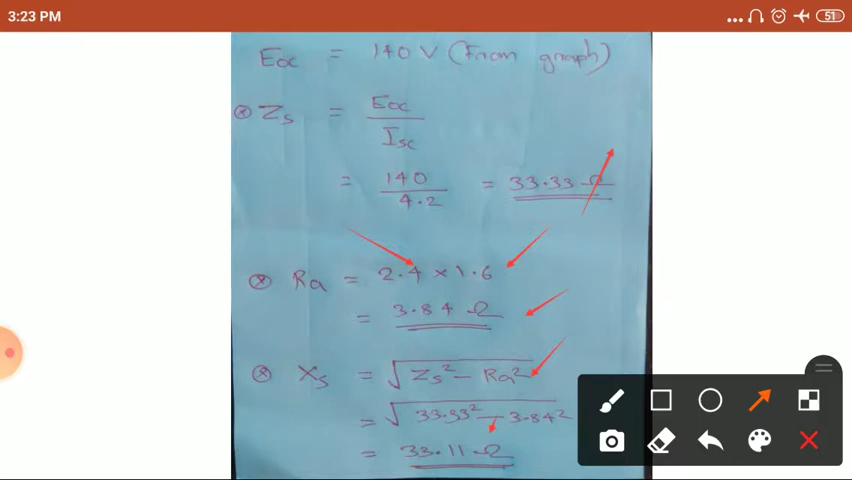 3:23 PM
51
Eoc = 140 V (From graph)
⊗ Zs = Eoc / Isc
= 140 / 4.2 = 33.33 Ω
⊗ Ra = 2.4 × 1.6
= 3.84 Ω
⊗ Xs = √Zs² - Ra²
= √33.33² - 3.84²
= 33.11 Ω